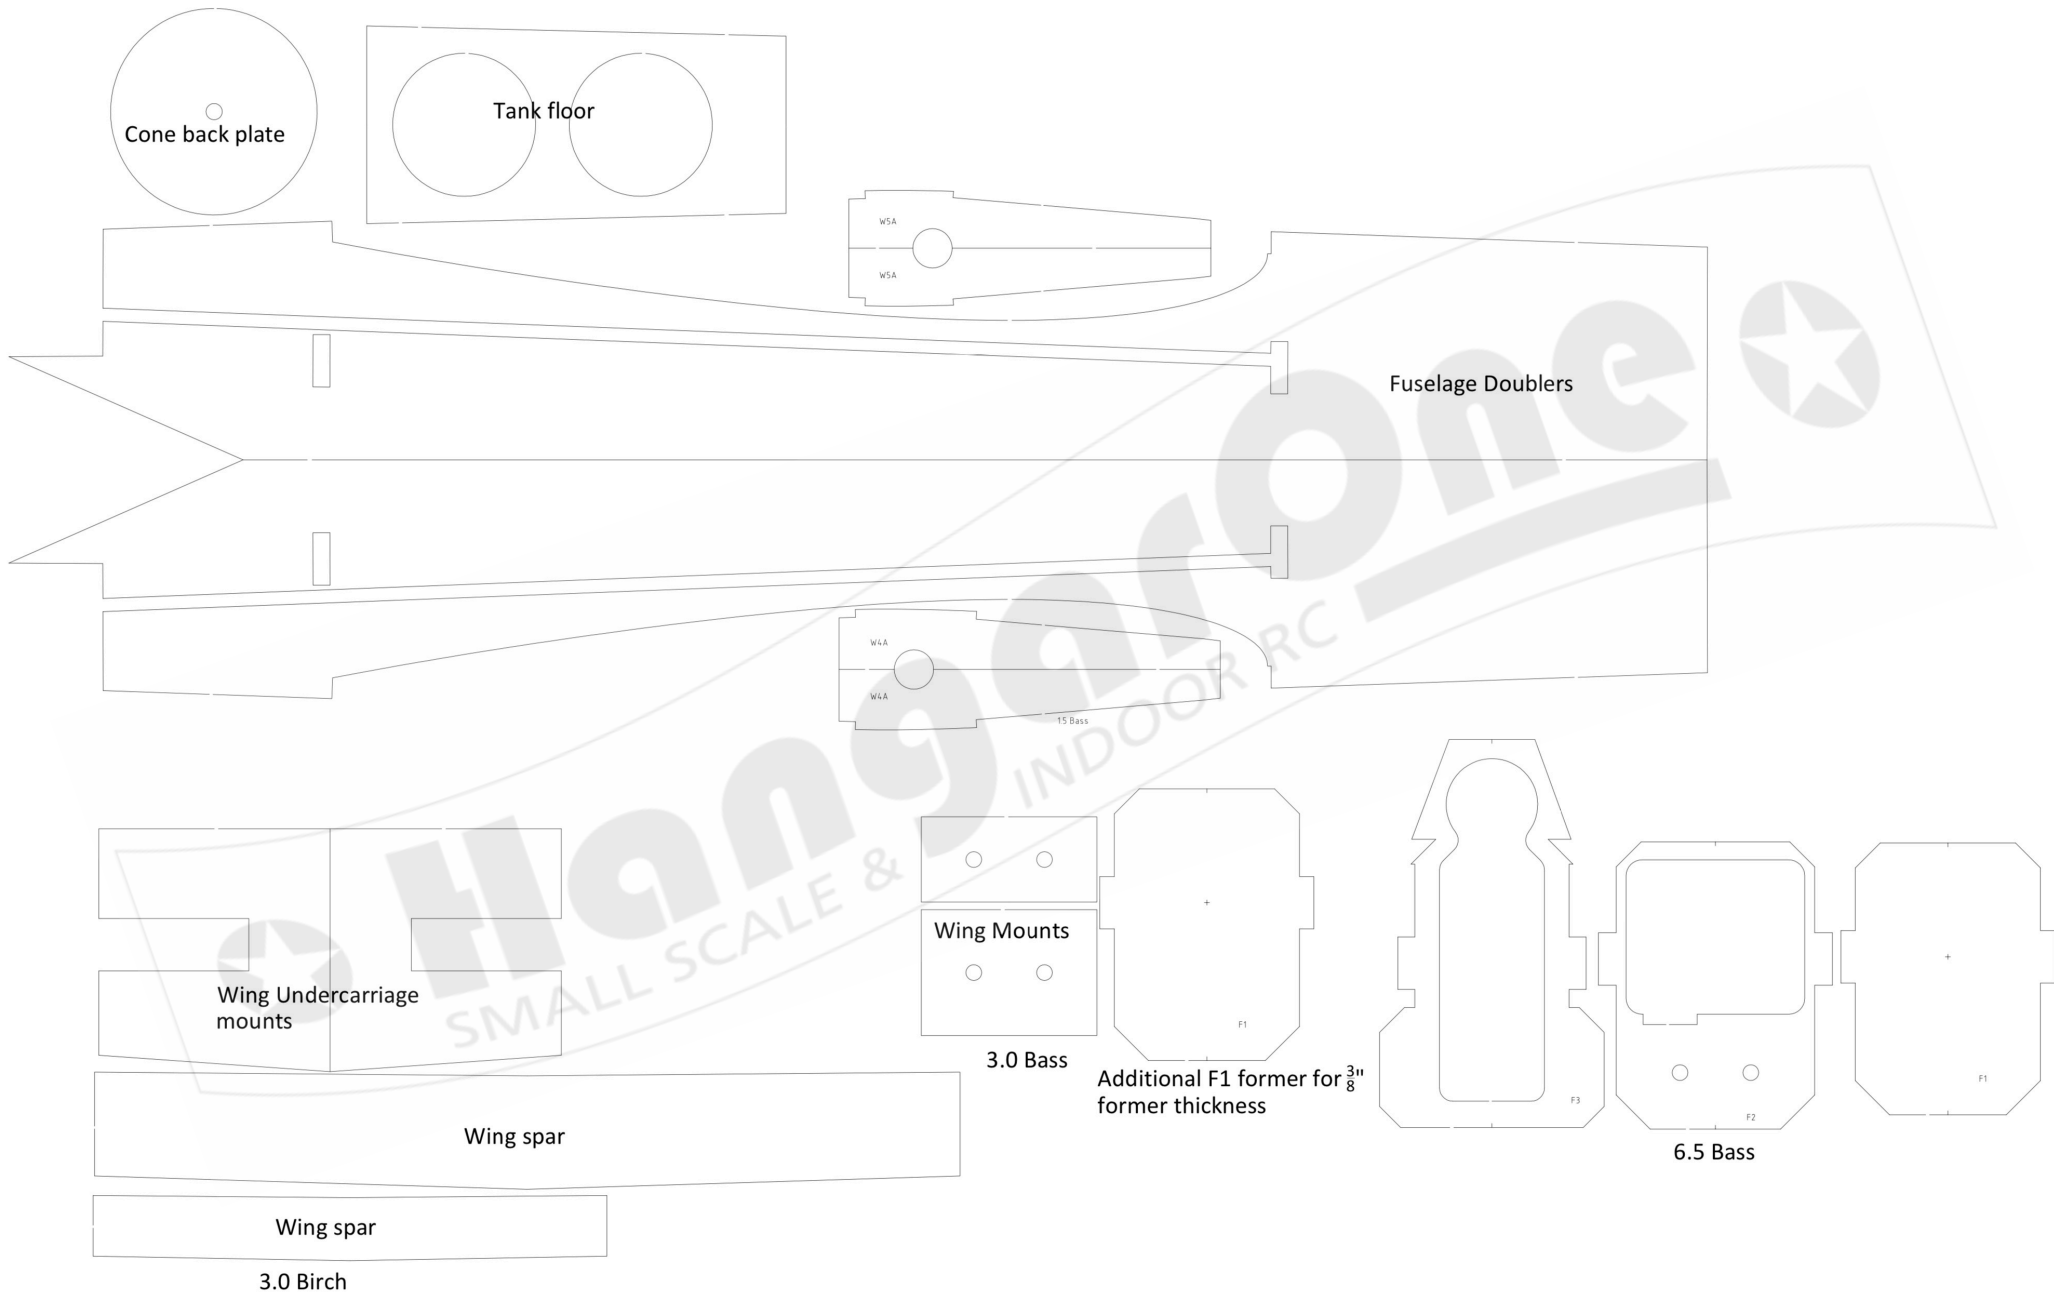 Cone back plate
Tank floor
W5A
W5A
Fuselage Doublers
W4A
W4A
1.5 Bass
HangarOne
INDOOR RC
SMALL SCALE &
Wing Mounts
Wing Undercarriage
mounts
F1
3.0 Bass
Additional F1 former for 3/8"
former thickness
F3
F2
F1
6.5 Bass
Wing spar
Wing spar
3.0 Birch